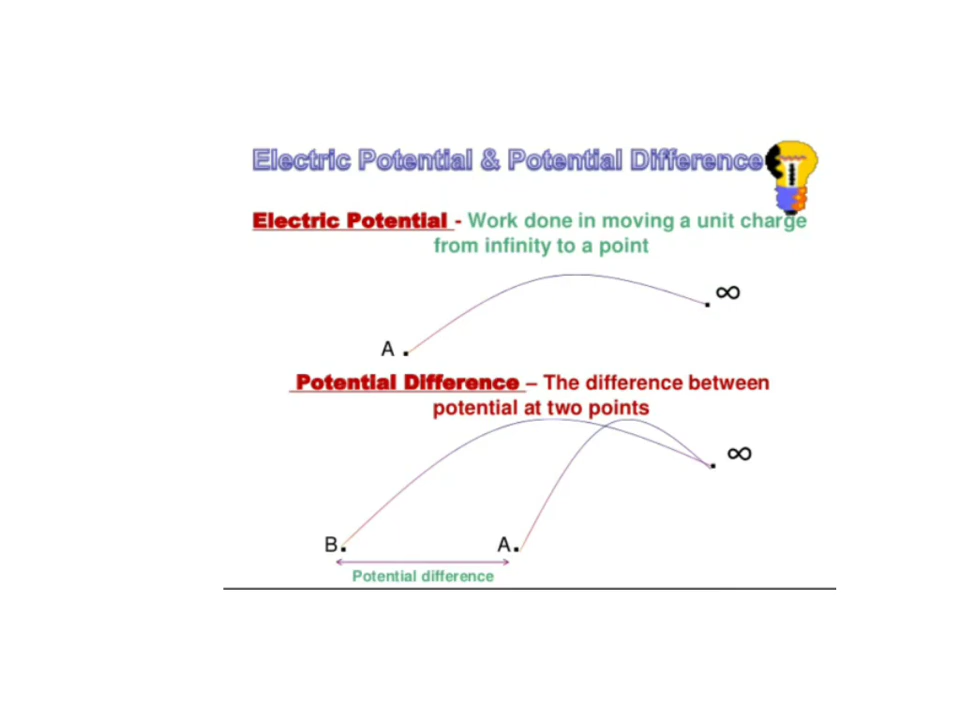 Electric Potential & Potential Difference
Electric Potential - Work done in moving a unit charge
from infinity to a point
∞
A
Potential Difference – The difference between
potential at two points
∞
B A
Potential difference